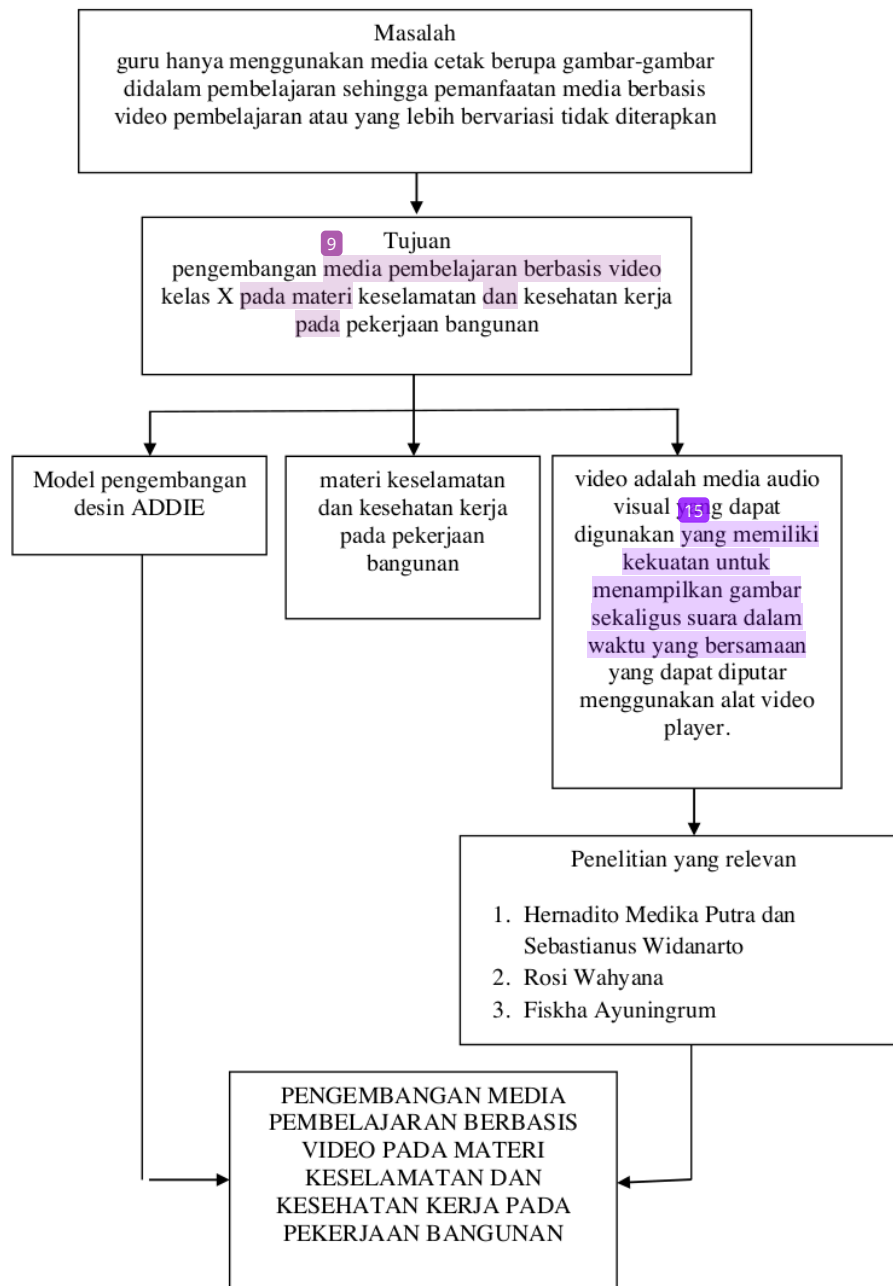 Masalah
guru hanya menggunakan media cetak berupa gambar-gambar
didalam pembelajaran sehingga pemanfaatan media berbasis
video pembelajaran atau yang lebih bervariasi tidak diterapkan
9
Tujuan
pengembangan media pembelajaran berbasis video
kelas X pada materi keselamatan dan kesehatan kerja
pada pekerjaan bangunan
Model pengembangan
desin ADDIE
materi keselamatan
dan kesehatan kerja
pada pekerjaan
bangunan
video adalah media audio
visual yang dapat
15
digunakan yang memiliki
kekuatan untuk
menampilkan gambar
sekaligus suara dalam
waktu yang bersamaan
yang dapat diputar
menggunakan alat video
player.
Penelitian yang relevan
1. Hernadito Medika Putra dan
Sebastianus Widanarto
2. Rosi Wahyana
3. Fiskha Ayuningrum
PENGEMBANGAN MEDIA
PEMBELAJARAN BERBASIS
VIDEO PADA MATERI
KESELAMATAN DAN
KESEHATAN KERJA PADA
PEKERJAAN BANGUNAN